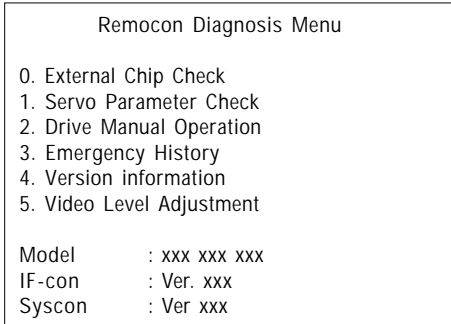 Remocon Diagnosis Menu
0. External Chip Check
1. Servo Parameter Check
2. Drive Manual Operation
3. Emergency History
4. Version information
5. Video Level Adjustment
Model : xxx xxx xxx
IF-con : Ver. xxx
Syscon : Ver xxx